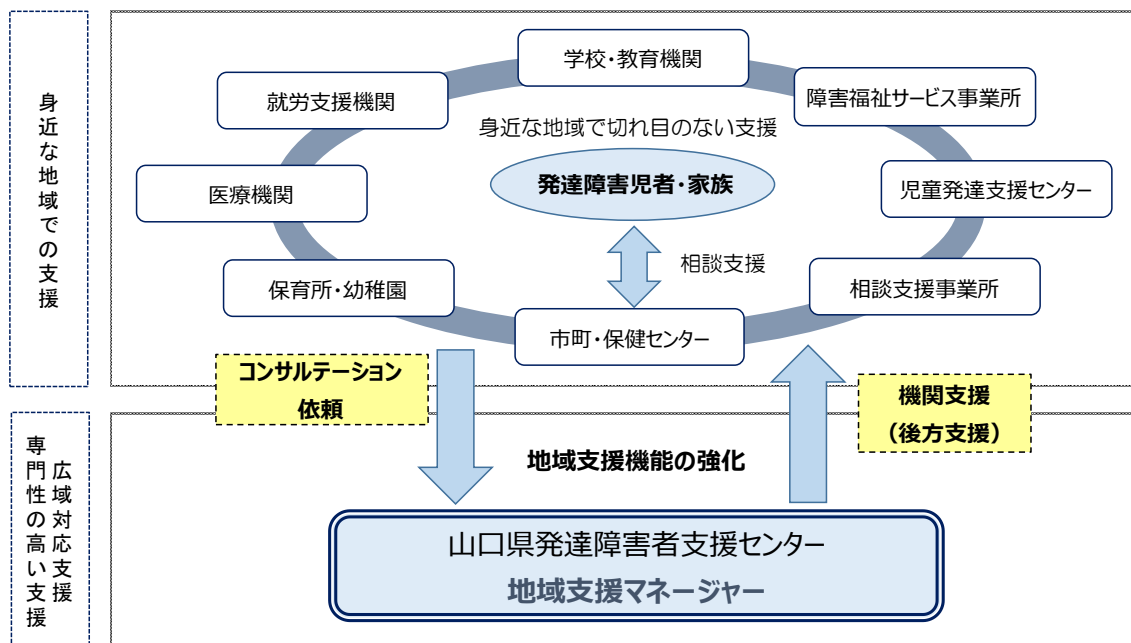 身近な地域での支援
学校・教育機関
就労支援機関
障害福祉サービス事業所
身近な地域で切れ目のない支援
医療機関
発達障害児者・家族
児童発達支援センター
相談支援
保育所・幼稚園
相談支援事業所
市町・保健センター
コンサルテーション
依頼
機関支援
（後方支援）
広域対応支援
専門性の高い支援
地域支援機能の強化
山口県発達障害者支援センター
地域支援マネージャー